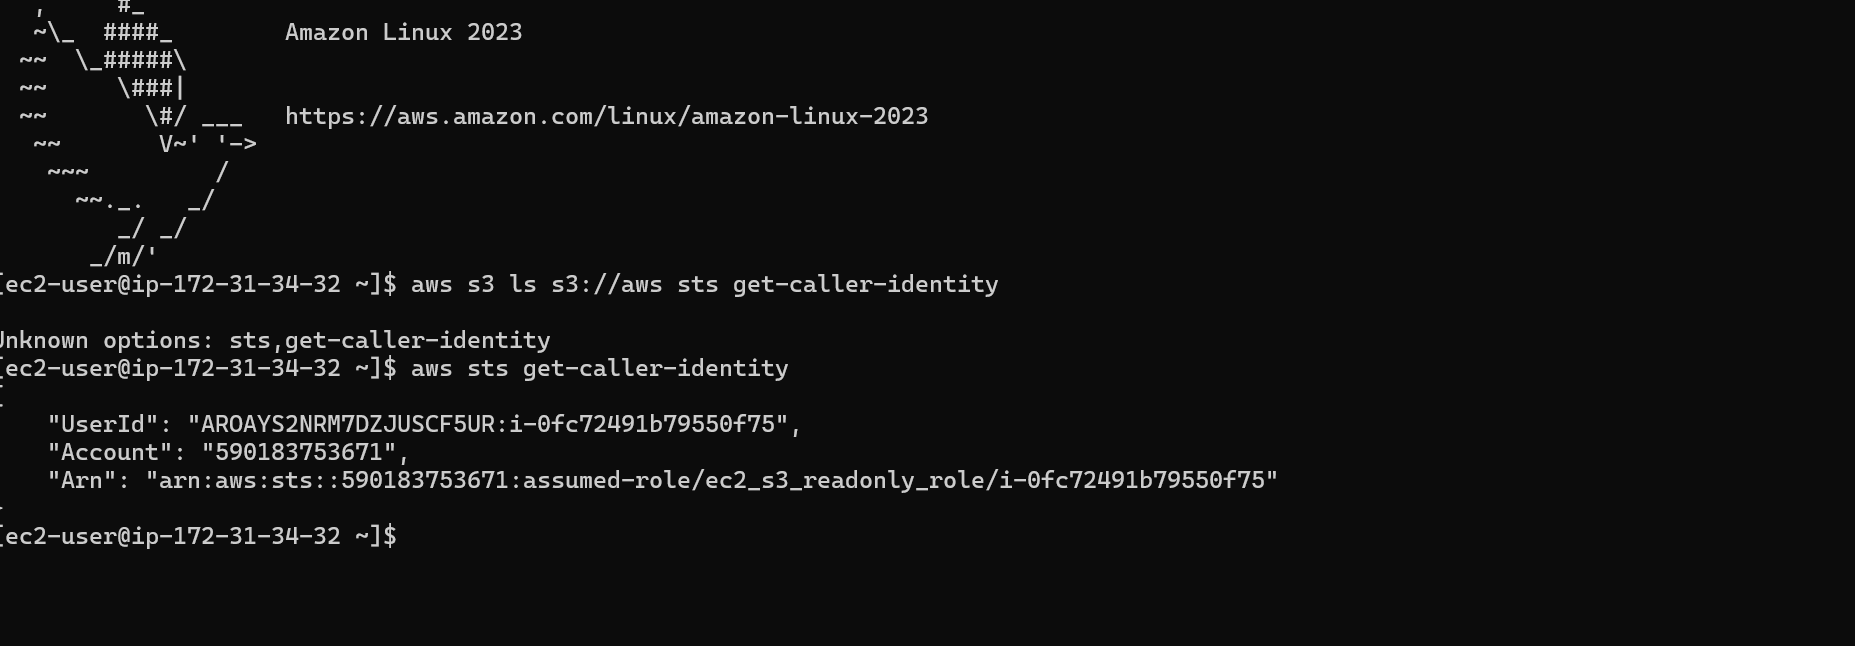 ,     #_
   ~\_  ####_        Amazon Linux 2023
  ~~  \_#####\
  ~~     \###|
  ~~       \#/ ___   https://aws.amazon.com/linux/amazon-linux-2023
   ~~       V~' '->
    ~~~         /
      ~~._.   _/
         _/ _/
       _/m/'
[ec2-user@ip-172-31-34-32 ~]$ aws s3 ls s3://aws sts get-caller-identity

Unknown options: sts,get-caller-identity
[ec2-user@ip-172-31-34-32 ~]$ aws sts get-caller-identity
{
    "UserId": "AROAYS2NRM7DZJUSCF5UR:i-0fc72491b79550f75",
    "Account": "590183753671",
    "Arn": "arn:aws:sts::590183753671:assumed-role/ec2_s3_readonly_role/i-0fc72491b79550f75"
}
[ec2-user@ip-172-31-34-32 ~]$